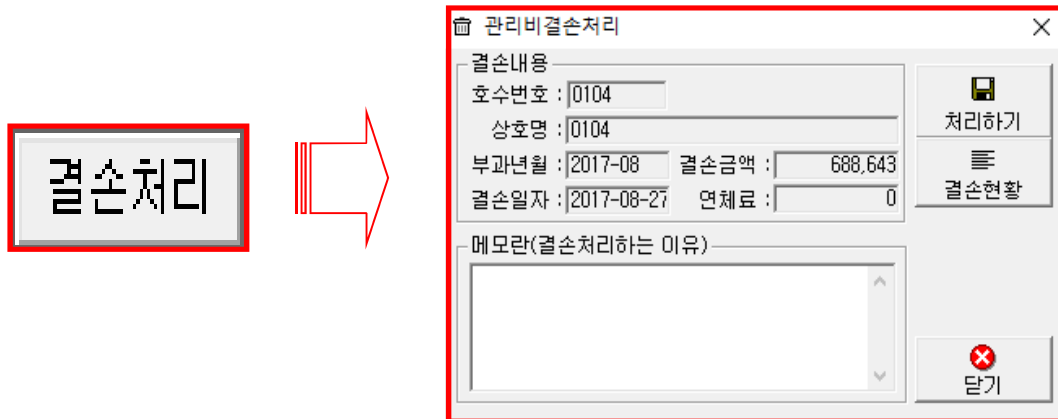 결손처리
관리비결손처리
결손내용
호수번호 : 0104
상호명 : 0104
부과년월 : 2017-08 결손금액 : 688,643
결손일자 : 2017-08-27 연체료 : 0
처리하기
결손현황
메모란(결손처리하는 이유)
닫기